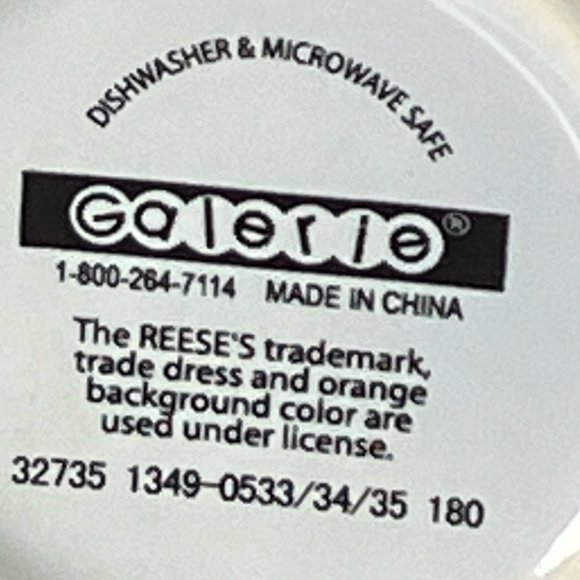 DISHWASHER & MICROWAVE SAFE
Galerie®
1-800-264-7114 MADE IN CHINA
The REESE'S trademark,
trade dress and orange
background color are
used under license.
32735 1349-0533/34/35 180